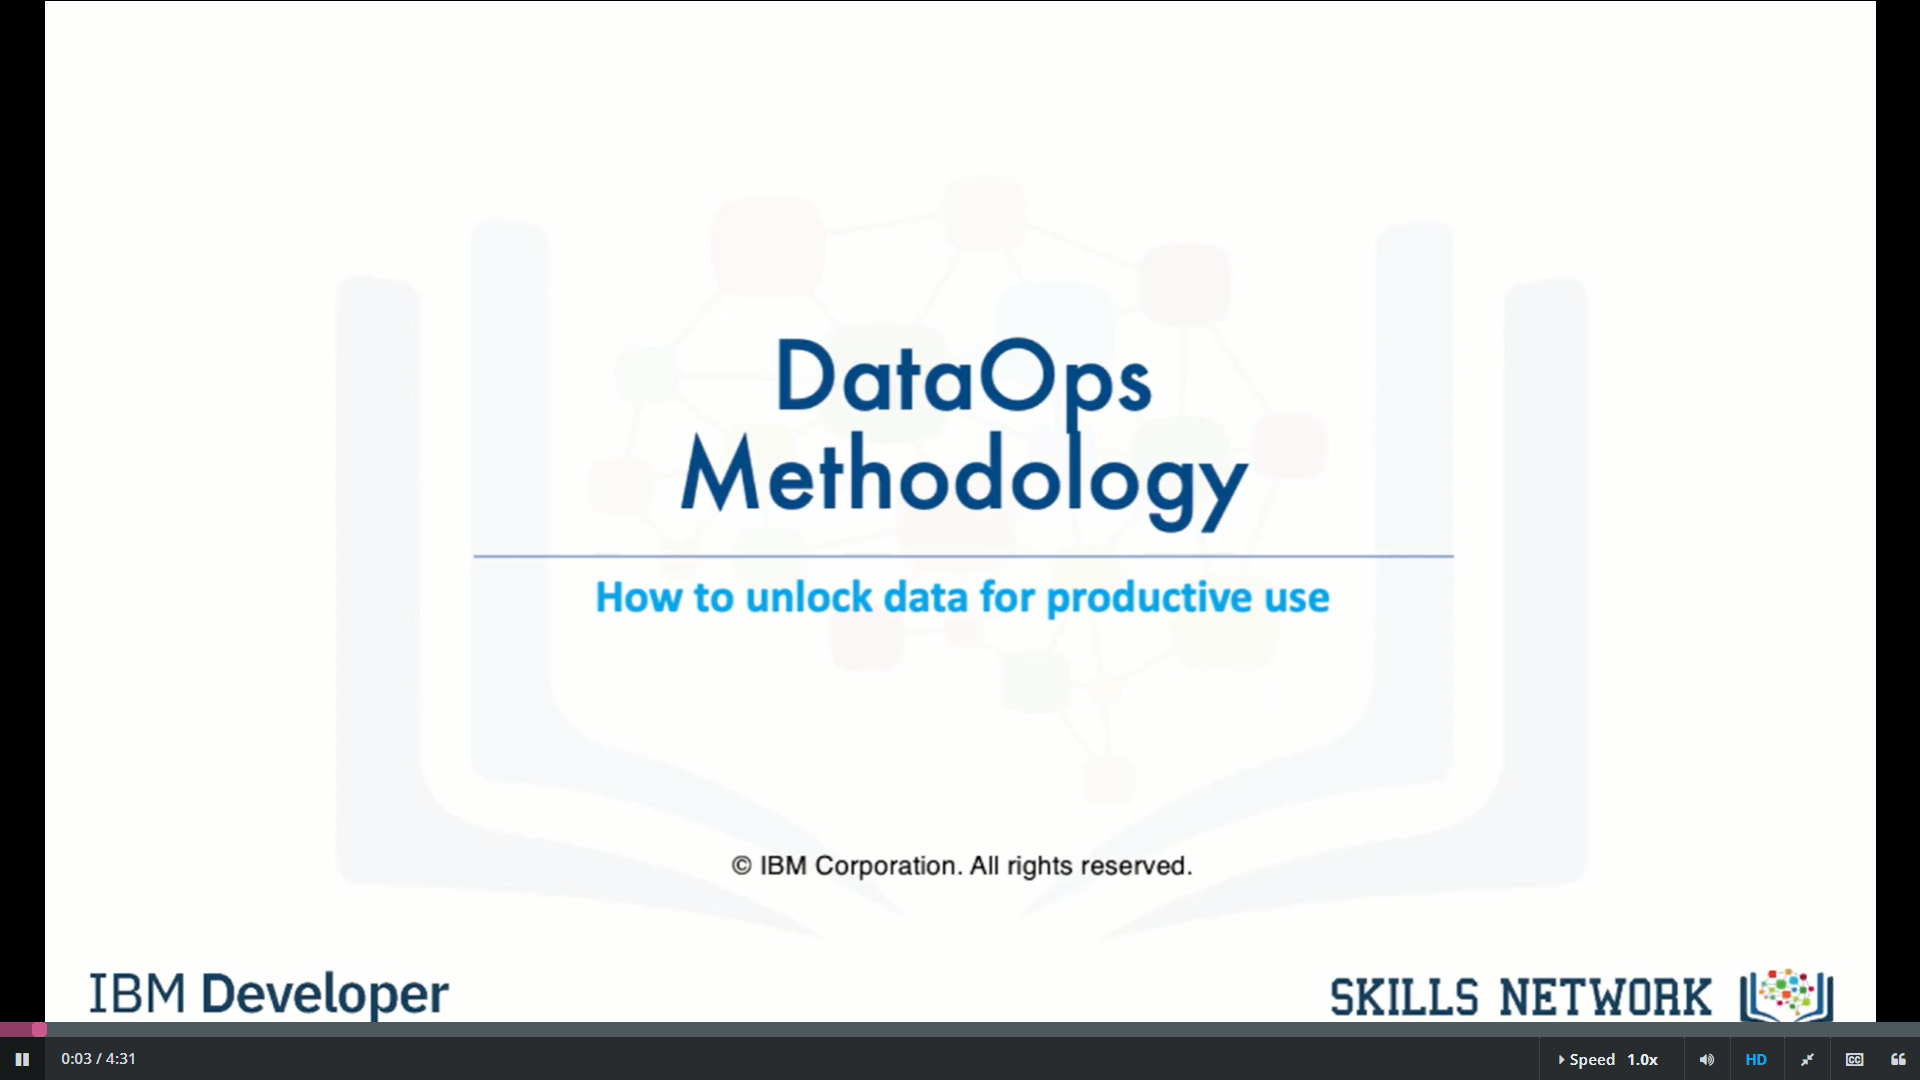 DataOps
Methodology
How to unlock data for productive use
© IBM Corporation. All rights reserved.
IBM Developer
SKILLS NETWORK
0:03 / 4:31
Speed 1.0x
HD
CC